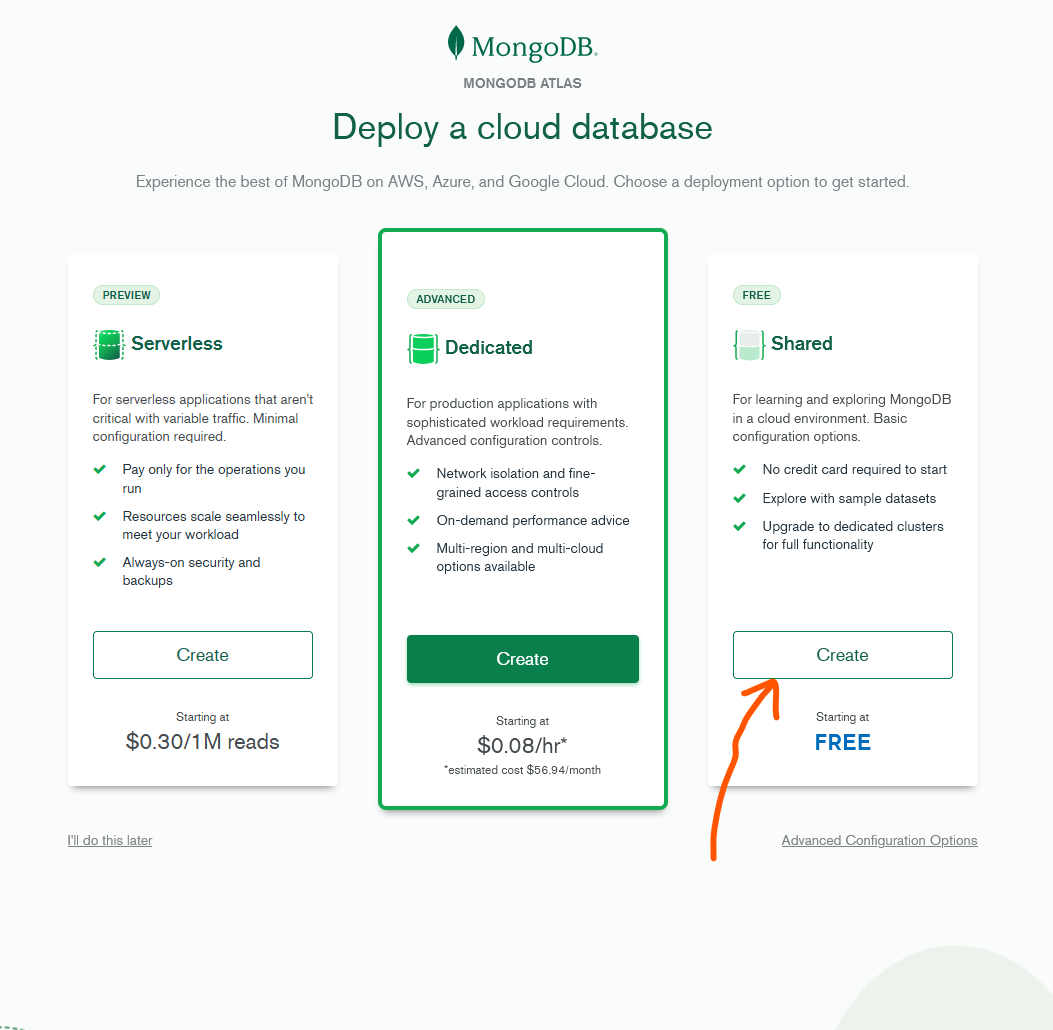 MongoDB.
MONGODB ATLAS
Deploy a cloud database
Experience the best of MongoDB on AWS, Azure, and Google Cloud. Choose a deployment option to get started.
PREVIEW
Serverless
For serverless applications that aren't
critical with variable traffic. Minimal
configuration required.
Pay only for the operations you
run
Resources scale seamlessly to
meet your workload
Always-on security and
backups
Create
Starting at
$0.30/1M reads
ADVANCED
Dedicated
For production applications with
sophisticated workload requirements.
Advanced configuration controls.
Network isolation and fine-
grained access controls
On-demand performance advice
Multi-region and multi-cloud
options available
Create
Starting at
$0.08/hr*
*estimated cost $56.94/month
FREE
Shared
For learning and exploring MongoDB
in a cloud environment. Basic
configuration options.
No credit card required to start
Explore with sample datasets
Upgrade to dedicated clusters
for full functionality
Create
Starting at
FREE
I'll do this later
Advanced Configuration Options